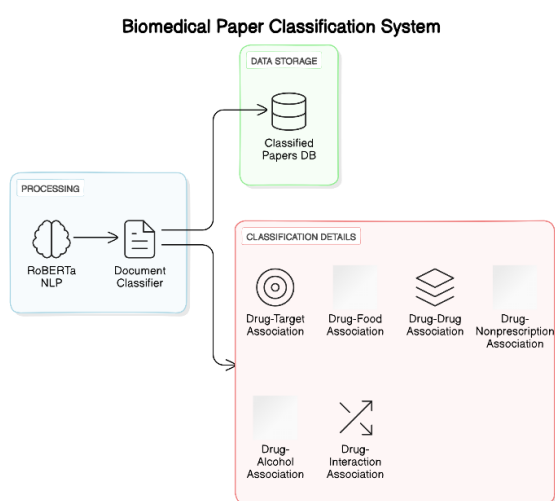 Biomedical Paper Classification System
DATA STORAGE
Classified
Papers DB
PROCESSING
RoBERTa
NLP
Document
Classifier
CLASSIFICATION DETAILS
Drug-Target
Association
Drug-Food
Association
Drug-Drug
Association
Drug-
Nonprescription
Association
Drug-
Alcohol
Association
Drug-
Interaction
Association